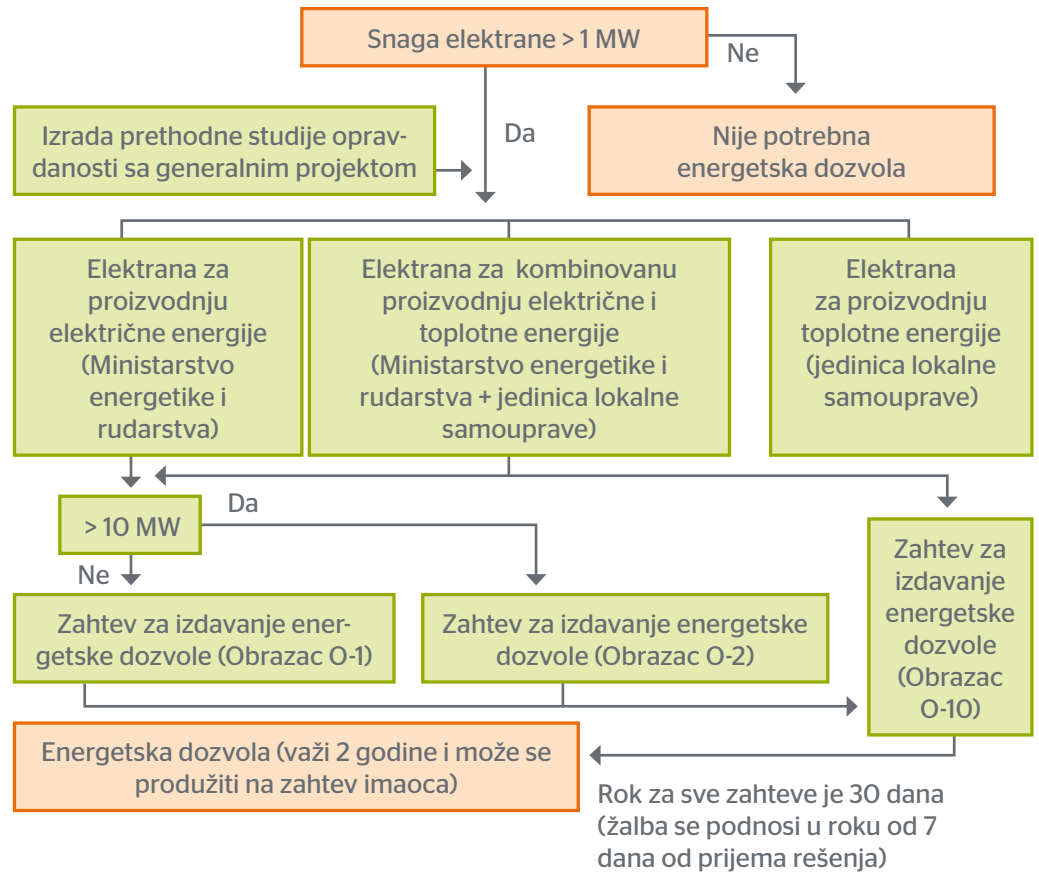 Snaga elektrane > 1 MW
Ne
Izrada prethodne studije oprav-
danosti sa generalnim projektom
Da
Nije potrebna
energetska dozvola
Elektrana za
proizvodnju
električne energije
(Ministarstvo
energetike i
rudarstva)
Elektrana za kombinovanu
proizvodnju električne i
toplotne energije
(Ministarstvo energetike i
rudarstva + jedinica lokalne
samouprave)
Elektrana
za proizvodnju
toplotne energije
(jedinica lokalne
samouprave)
> 10 MW
Da
Ne
Zahtev za izdavanje ener-
getske dozvole (Obrazac O-1)
Zahtev za izdavanje energetske
dozvole (Obrazac O-2)
Zahtev za
izdavanje
energetske
dozvole
(Obrazac
O-10)
Energetska dozvola (važi 2 godine i može se
produžiti na zahtev imaoca)
Rok za sve zahteve je 30 dana
(žalba se podnosi u roku od 7
dana od prijema rešenja)